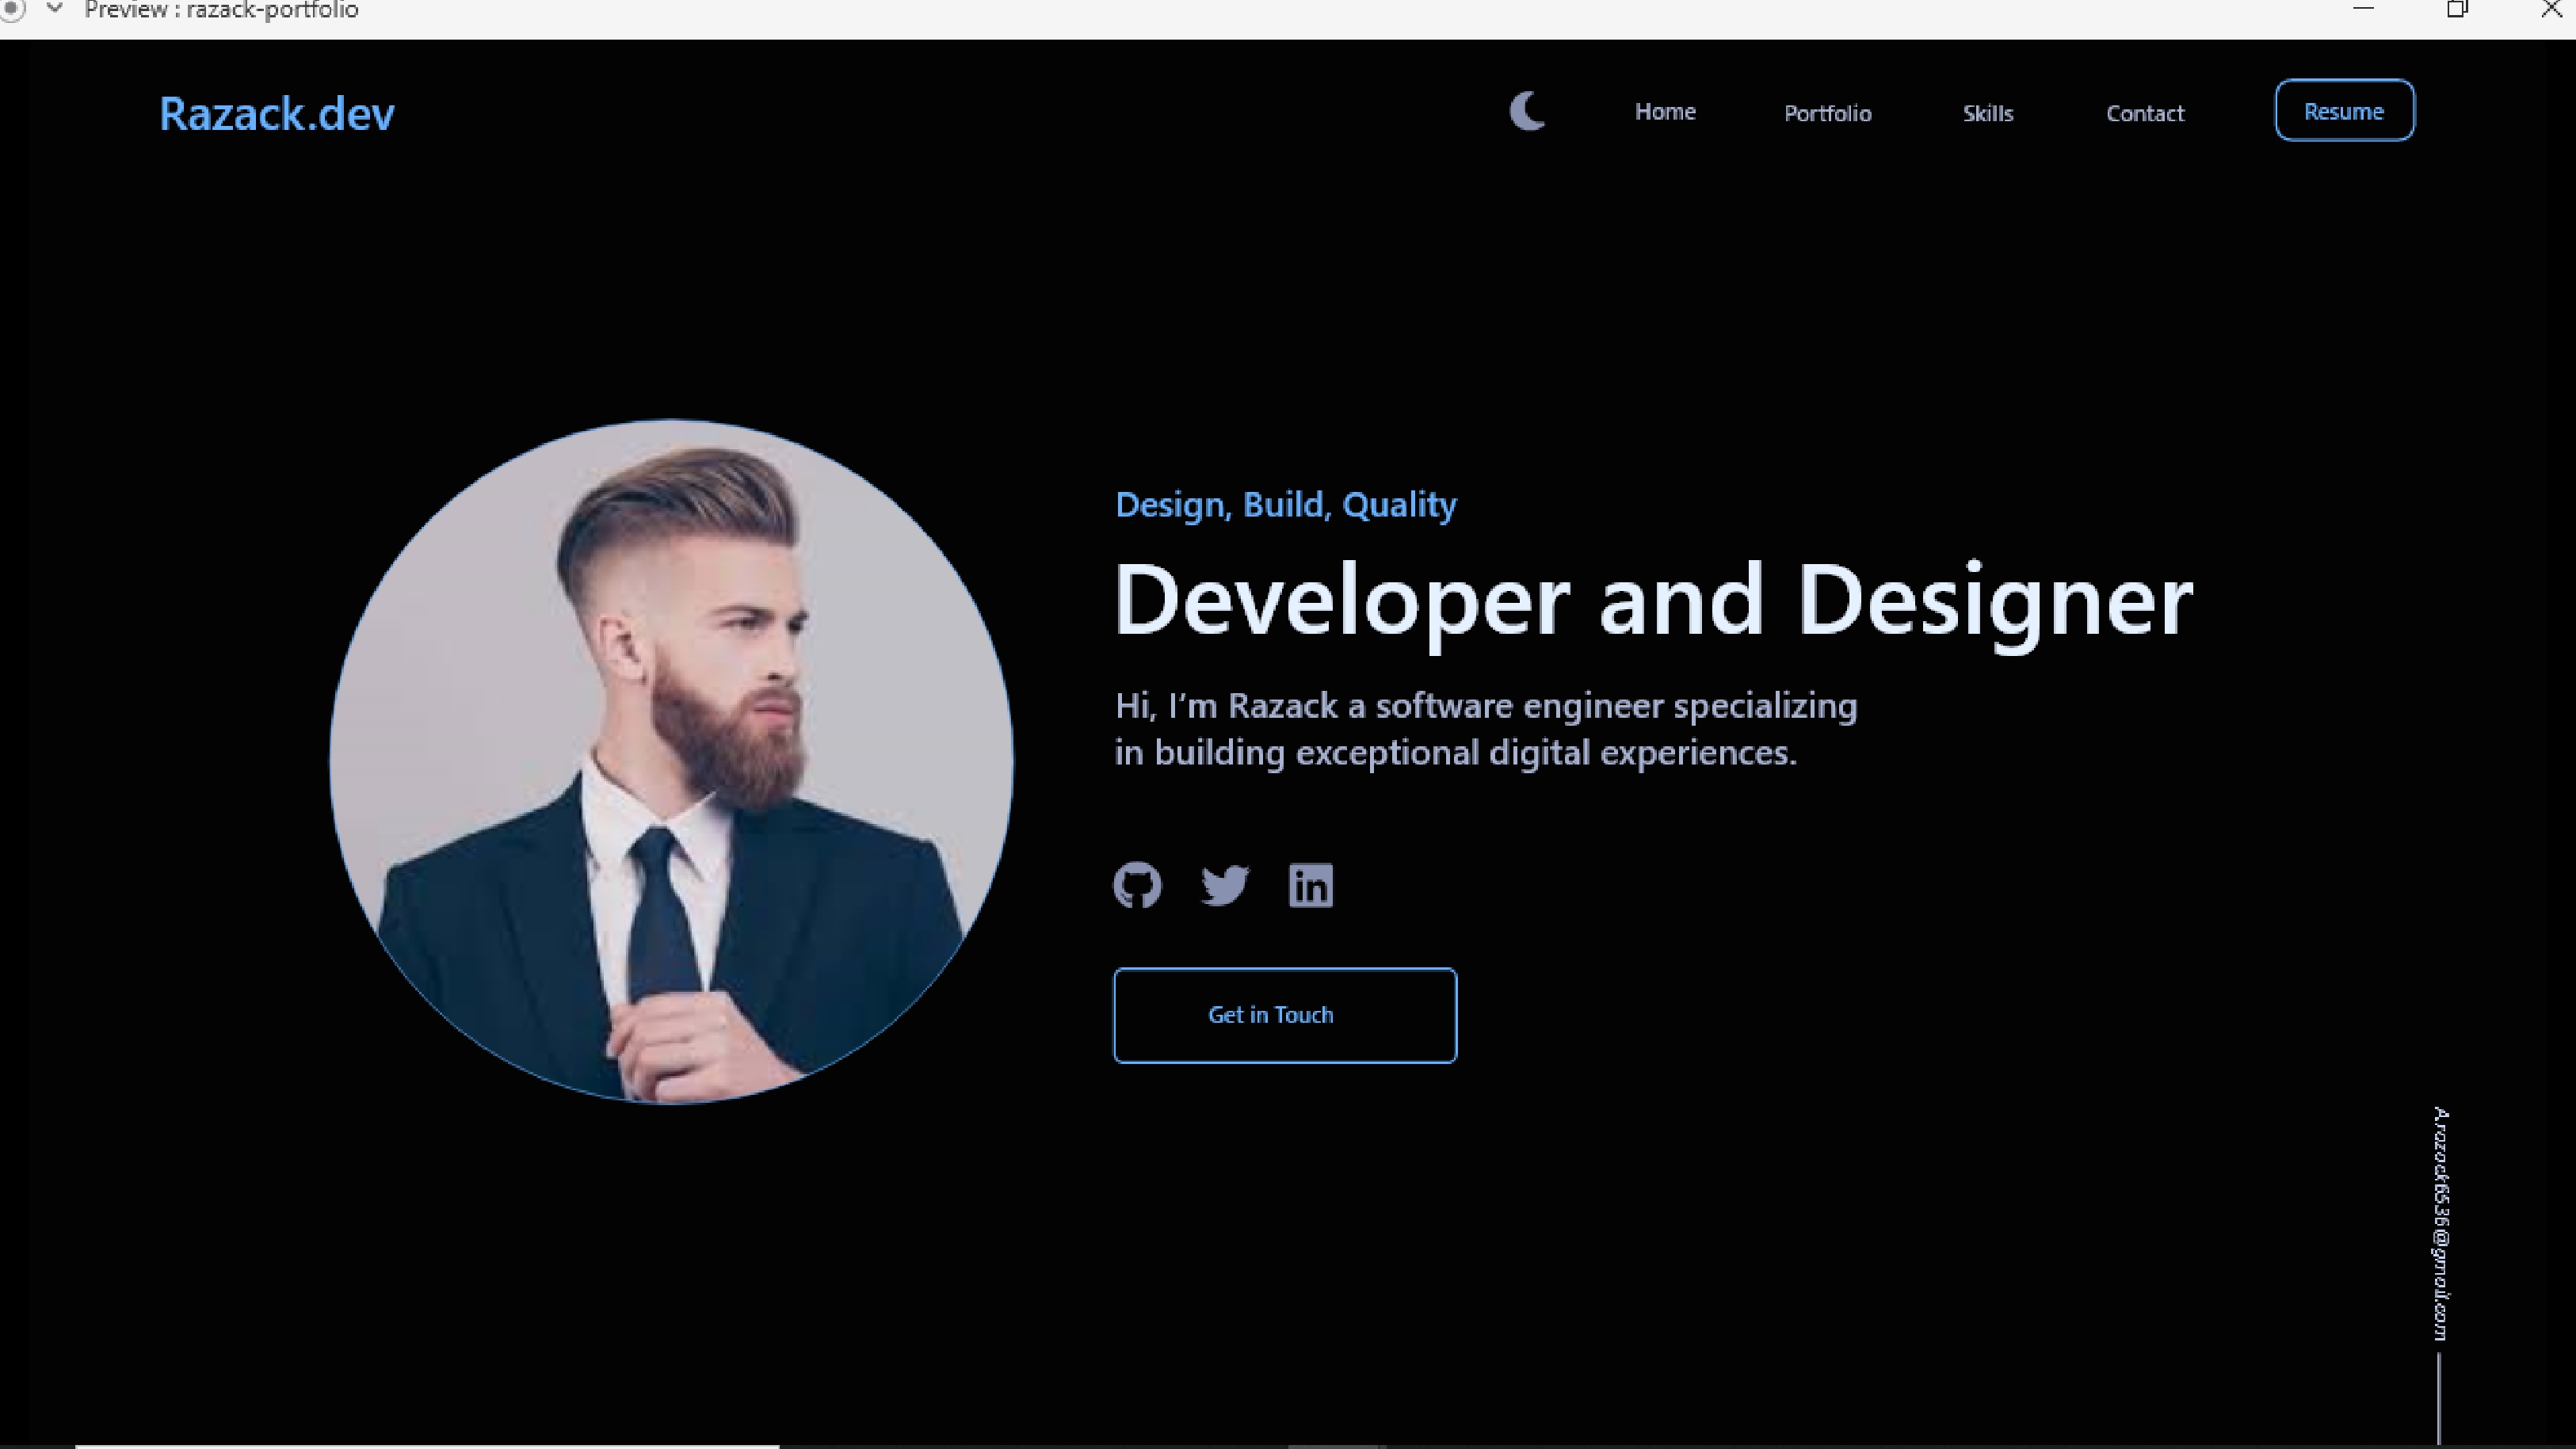 Preview : razack-portfolio
Razack.dev
Home
Portfolio
Skills
Contact
Resume
Design, Build, Quality
Developer and Designer
Hi, I’m Razack a software engineer specializing
in building exceptional digital experiences.
in
Get in Touch
A.razack6536@gmail.com